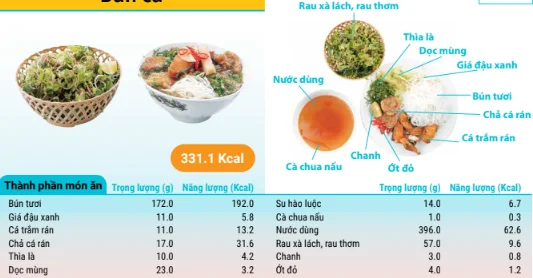 Bún cá
Rau xà lách, rau thơm
Thìa là
Dọc mùng
Giá đậu xanh
Nước dùng
Bún tươi
Chả cá rán
Cá trắm rán
Chanh
Cà chua nấu
Ớt đỏ
331.1 Kcal
Thành phần món ăn Trọng lượng (g) Năng lượng (Kcal)
Bún tươi 172.0 192.0
Giá đậu xanh 11.0 5.8
Cá trắm rán 11.0 13.2
Chả cá rán 17.0 31.6
Thìa là 10.0 4.2
Dọc mùng 23.0 3.2
Trọng lượng (g) Năng lượng (Kcal)
Su hào luộc 14.0 6.7
Cà chua nấu 1.0 0.3
Nước dùng 396.0 62.6
Rau xà lách, rau thơm 57.0 9.6
Chanh 3.0 0.8
Ớt đỏ 4.0 1.2